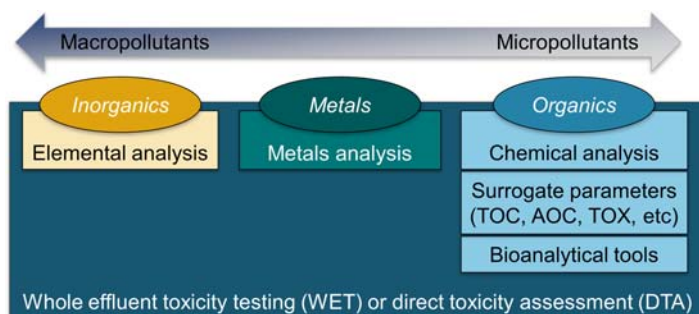 Macropollutants
Micropollutants
Inorganics
Metals
Organics
Elemental analysis
Metals analysis
Chemical analysis
Surrogate parameters
(TOC, AOC, TOX, etc)
Bioanalytical tools
Whole effluent toxicity testing (WET) or direct toxicity assessment (DTA)